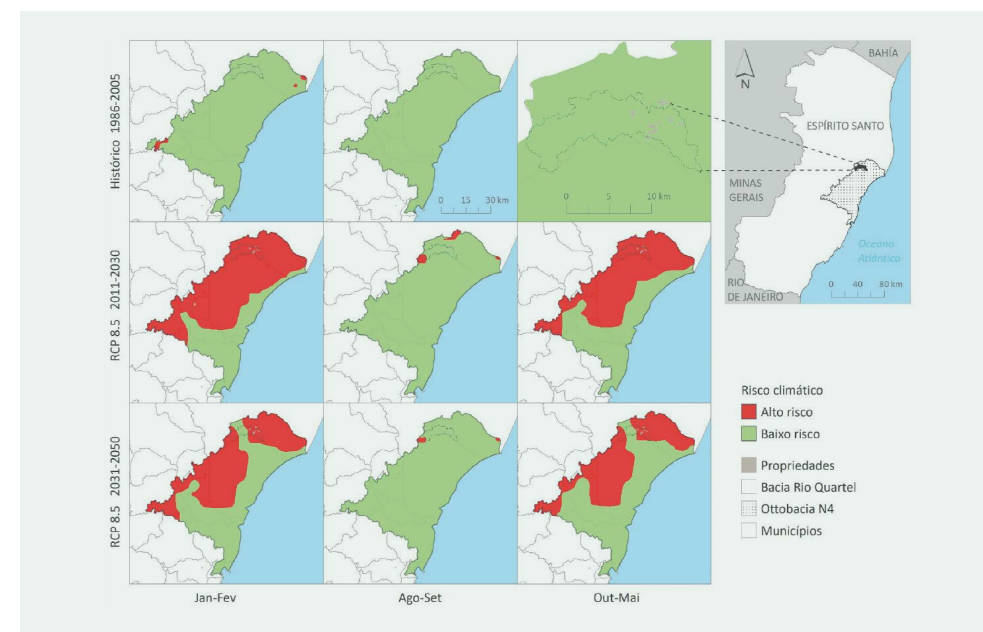 Histórico 1986-2005
0 15 30 km
0 5 10 km
RCP 8.5 2011-2030
RCP 8.5 2031-2050
Jan-Fev
Ago-Set
Out-Mai
N
BAHÍA
ESPÍRITO SANTO
MINAS
GERAIS
Oceano
Atlântico
RIO
DE JANEIRO
0 40 80 km
Risco climático
Alto risco
Baixo risco
Propriedades
Bacia Rio Quartel
Ottobacia N4
Municípios